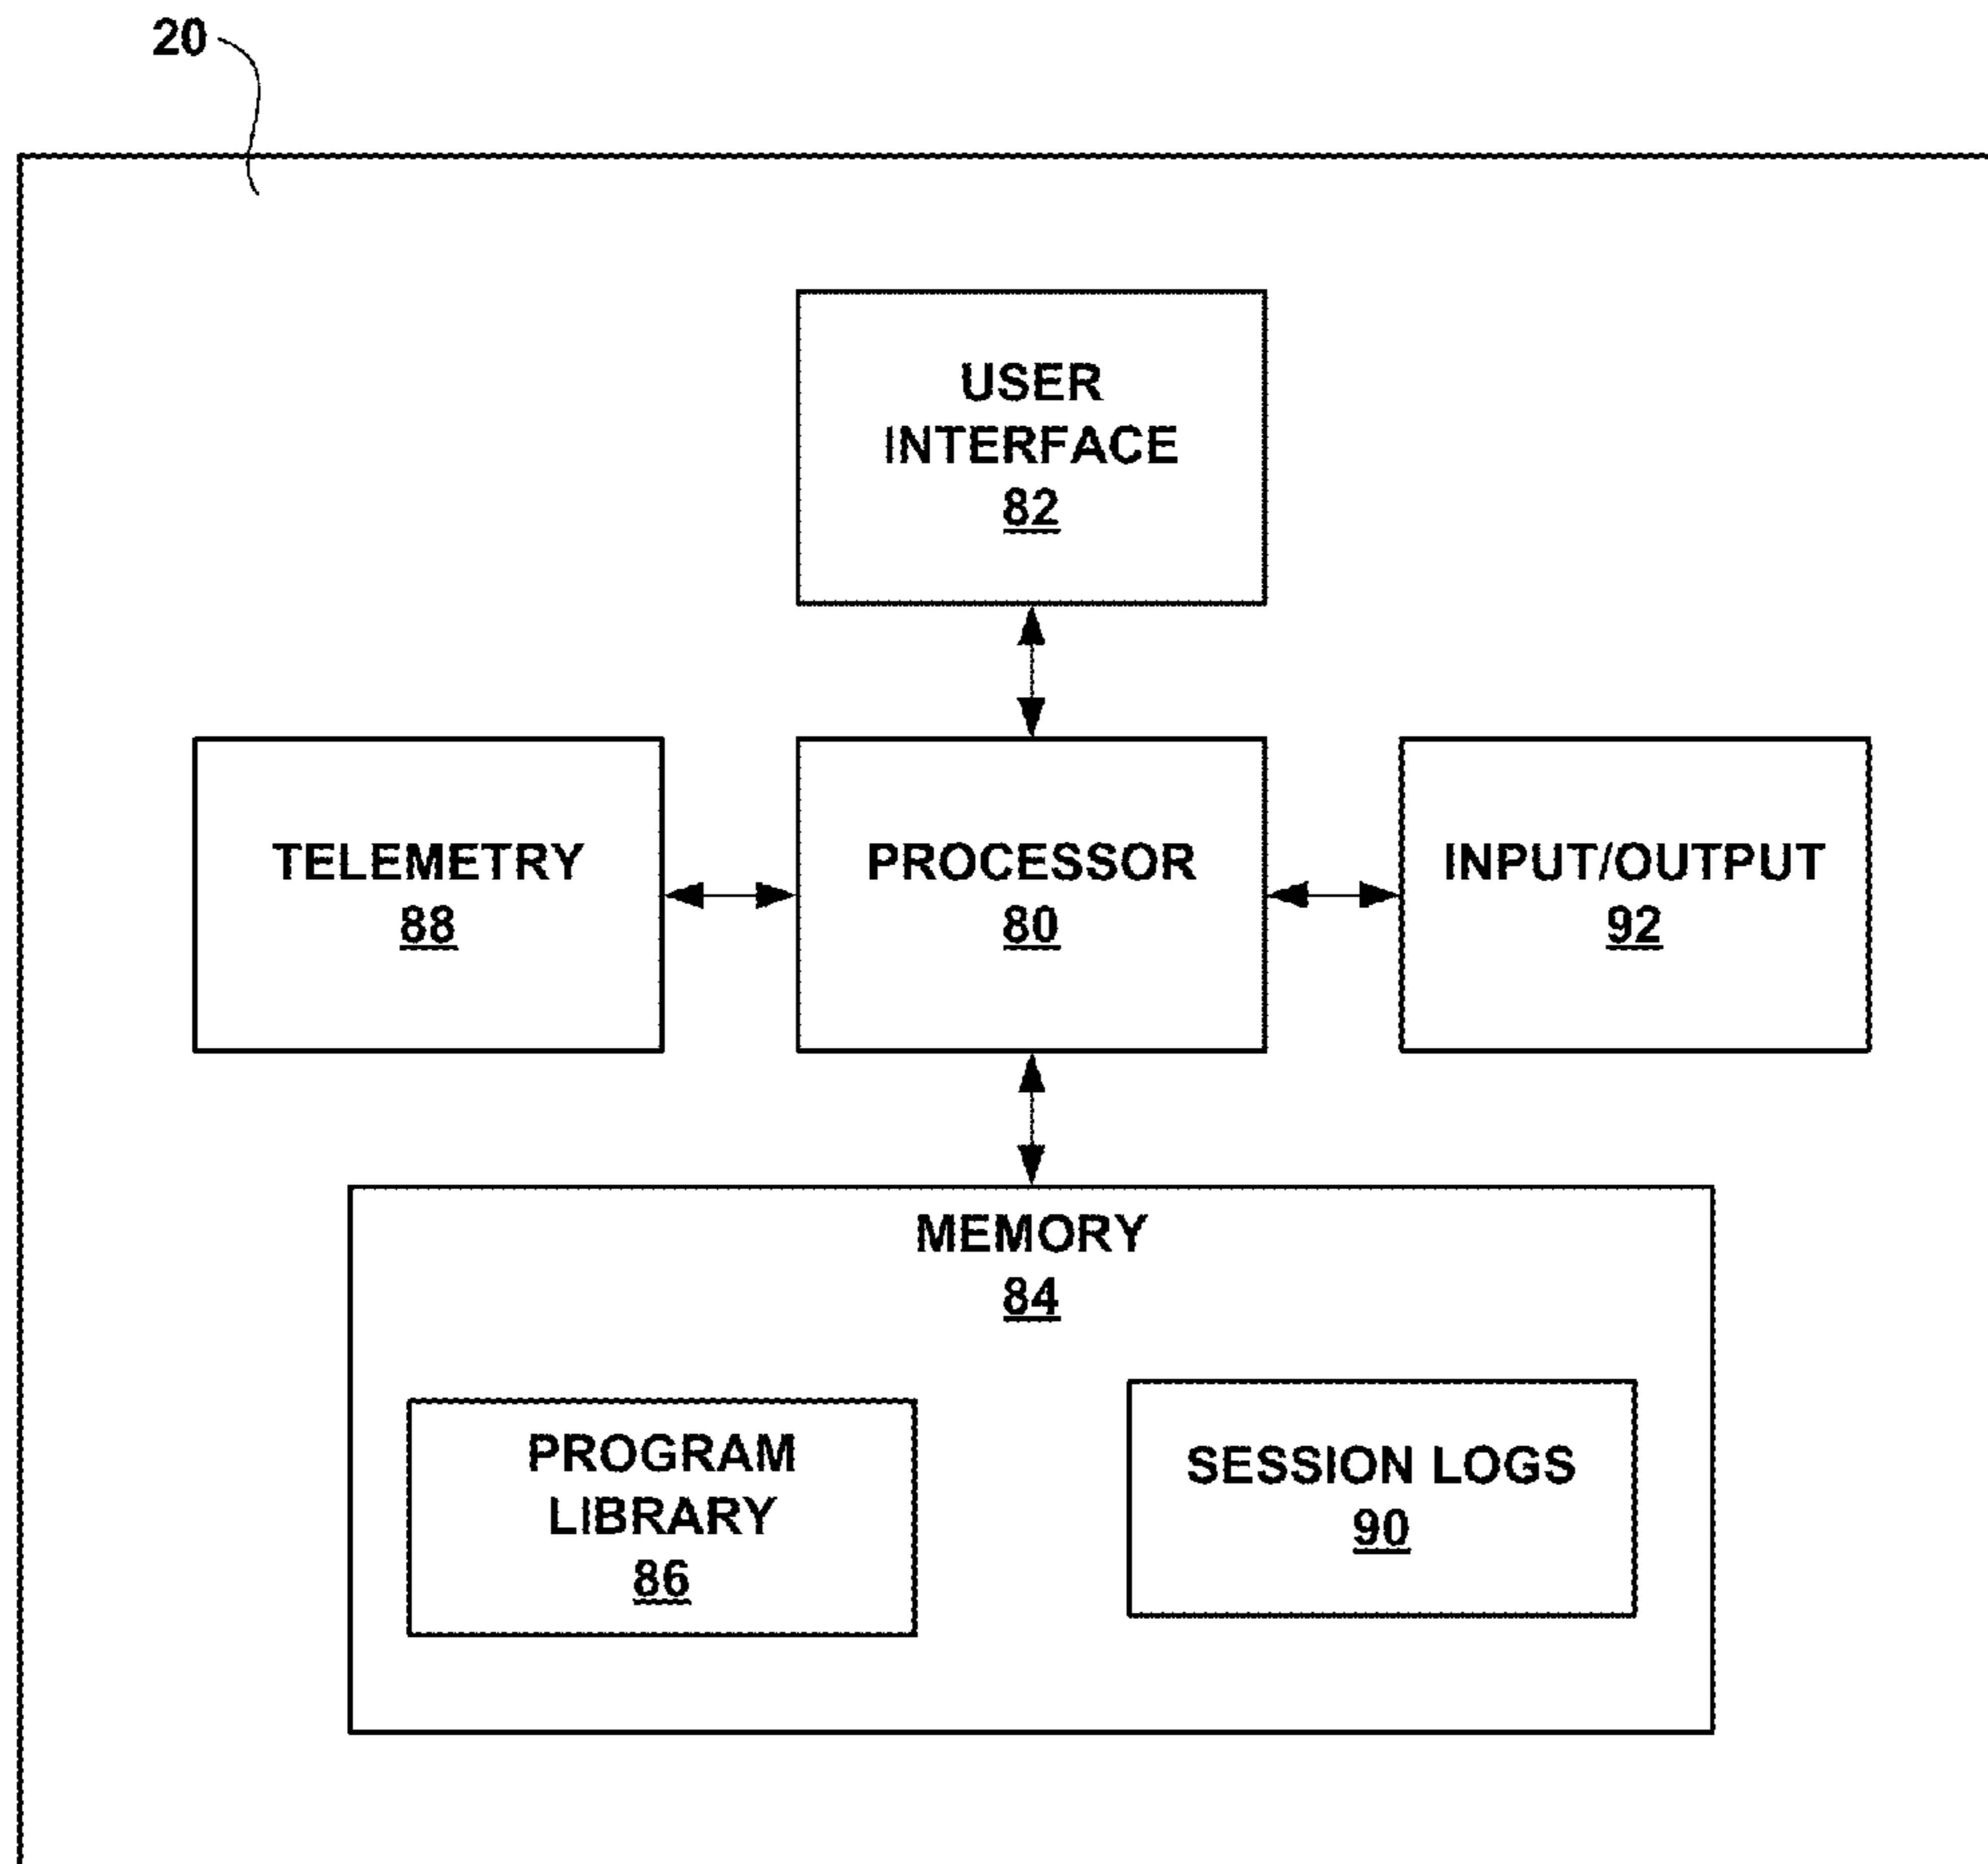 20
USER
INTERFACE
82
TELEMETRY
88
PROCESSOR
80
INPUT/OUTPUT
92
MEMORY
84
PROGRAM
LIBRARY
86
SESSION LOGS
90